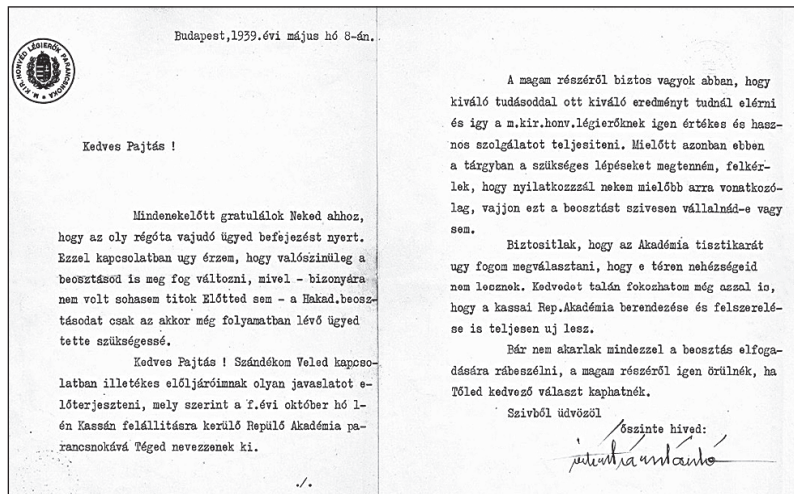 Budapest,1939.évi május hó 8-án.
M. KIR. HONVÉD LÉGIERŐK PARANCSNOKA
Kedves Pajtás !
Mindenekelőtt gratulálok Neked ahhoz,
hogy az oly régóta vajudó ügyed befejezést nyert.
Ezzel kapcsolatban ugy érzem, hogy valószinüleg a
beosztásod is meg fog változni, mivel - bizonyára
nem volt sohasem titok Előtted sem - a Hakad.beosz-
tásodat csak az akkor még folyamatban lévő ügyed
tette szükségessé.
Kedves Pajtás ! Szándékom Veled kapcso-
latban illetékes előljáróimnak olyan javaslatot e-
lőterjeszteni, mely szerint a f.évi október hó 1-
én Kassán felállitásra kerülő Repülő Akadémia pa-
rancsnokává Téged nevezzenek ki.
./.
A magam részéről biztos vagyok abban, hogy
kiváló tudásoddal ott kiváló eredményt tudnál elérni
és igy a m.kir.honv.légierőknek igen értékes és hasz-
nos szolgálatot teljesiteni. Mielőtt azonban ebben
a tárgyban a szükséges lépéseket megtenném, felkér-
lek, hogy nyilatkozzzál nekem mielőbb arra vonatkozó-
lag, vajjon ezt a beosztást szivesen vállalnád-e vagy
sem.
Biztositlak, hogy az Akadémia tisztikarát
ugy fogom megválasztani, hogy e téren nehézségeid
nem lesznek. Kedvedet talán fokozhatom még azzal is,
hogy a kassai Rep.Akadémia berendezése és felszerelé-
se is teljesen uj lesz.
Bár nem akarlak mindezzel a beosztás elfoga-
dására rábeszélni, a magam részéről igen örülnék, ha
Tőled kedvező választ kaphatnék.
Szivből üdvözöl
őszinte hived: